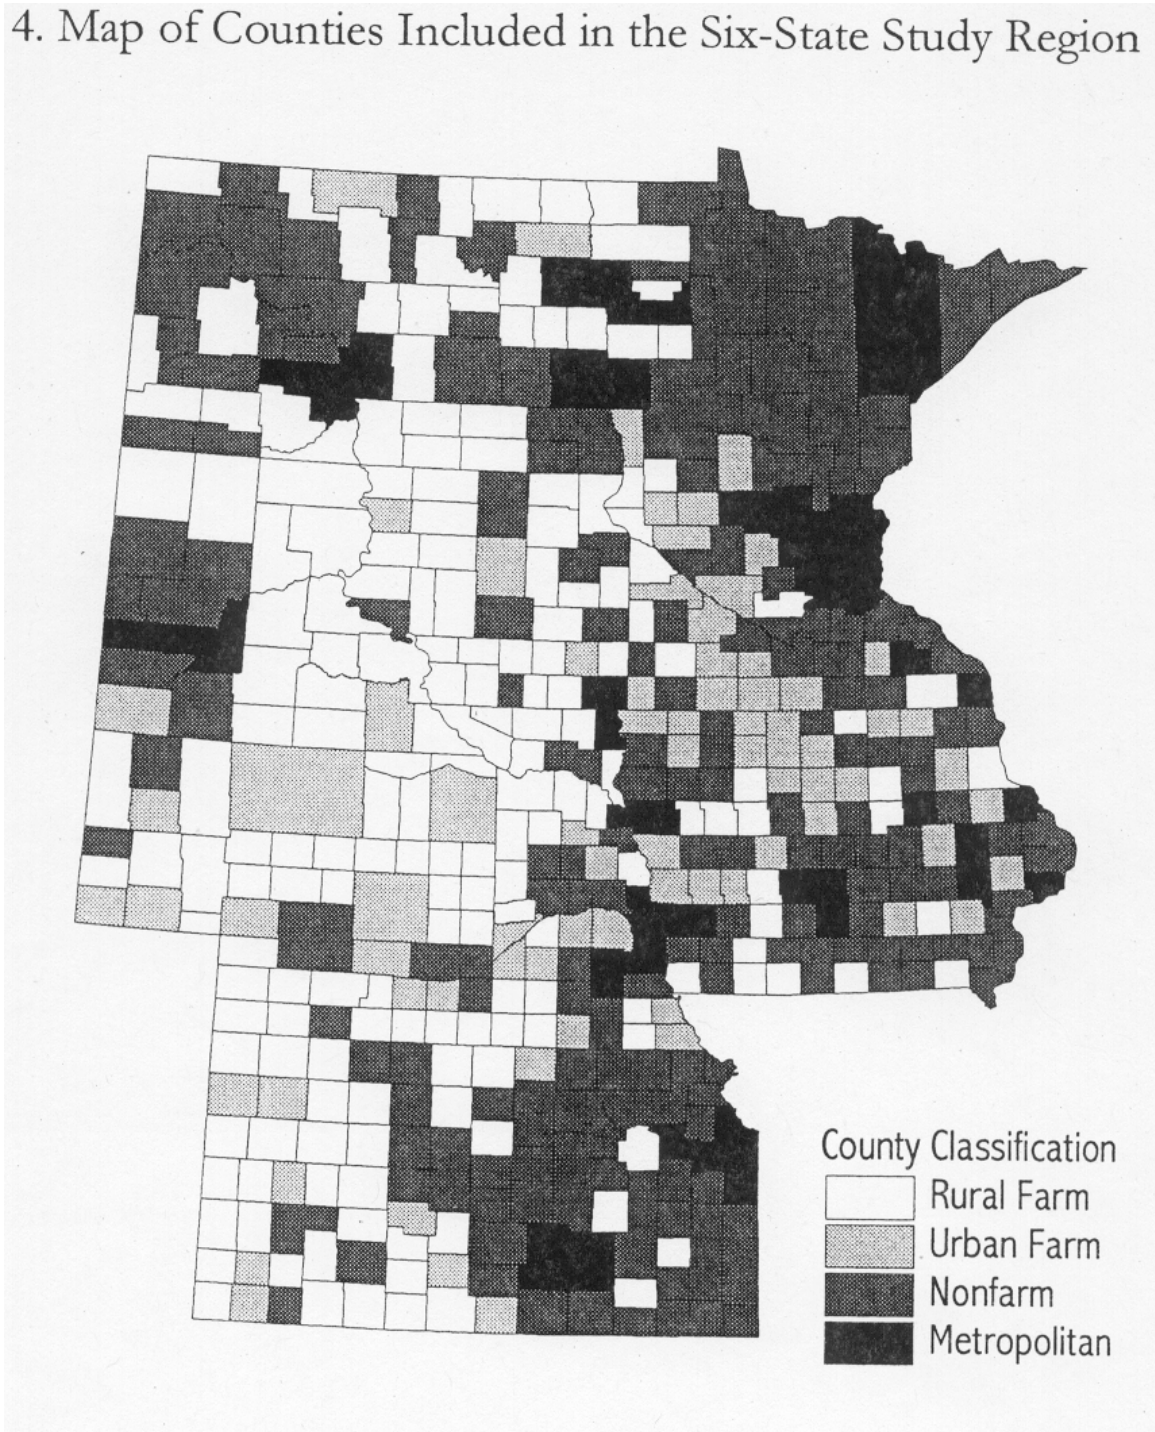 4. Map of Counties Included in the Six-State Study Region
County Classification
Rural Farm
Urban Farm
Nonfarm
Metropolitan